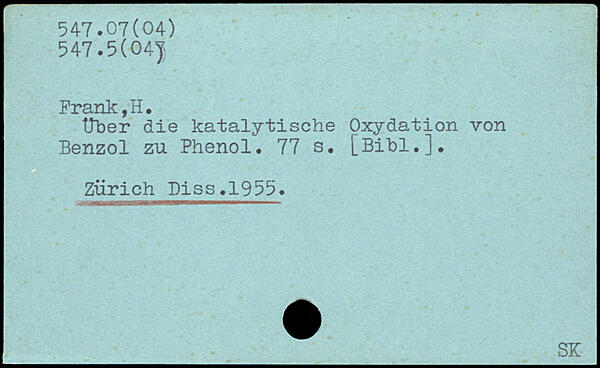 547.07(04)
547.5(04)
Frank,H.
Über die katalytische Oxydation von
Benzol zu Phenol. 77 s. [Bibl.].
Zürich Diss.1955.
SK